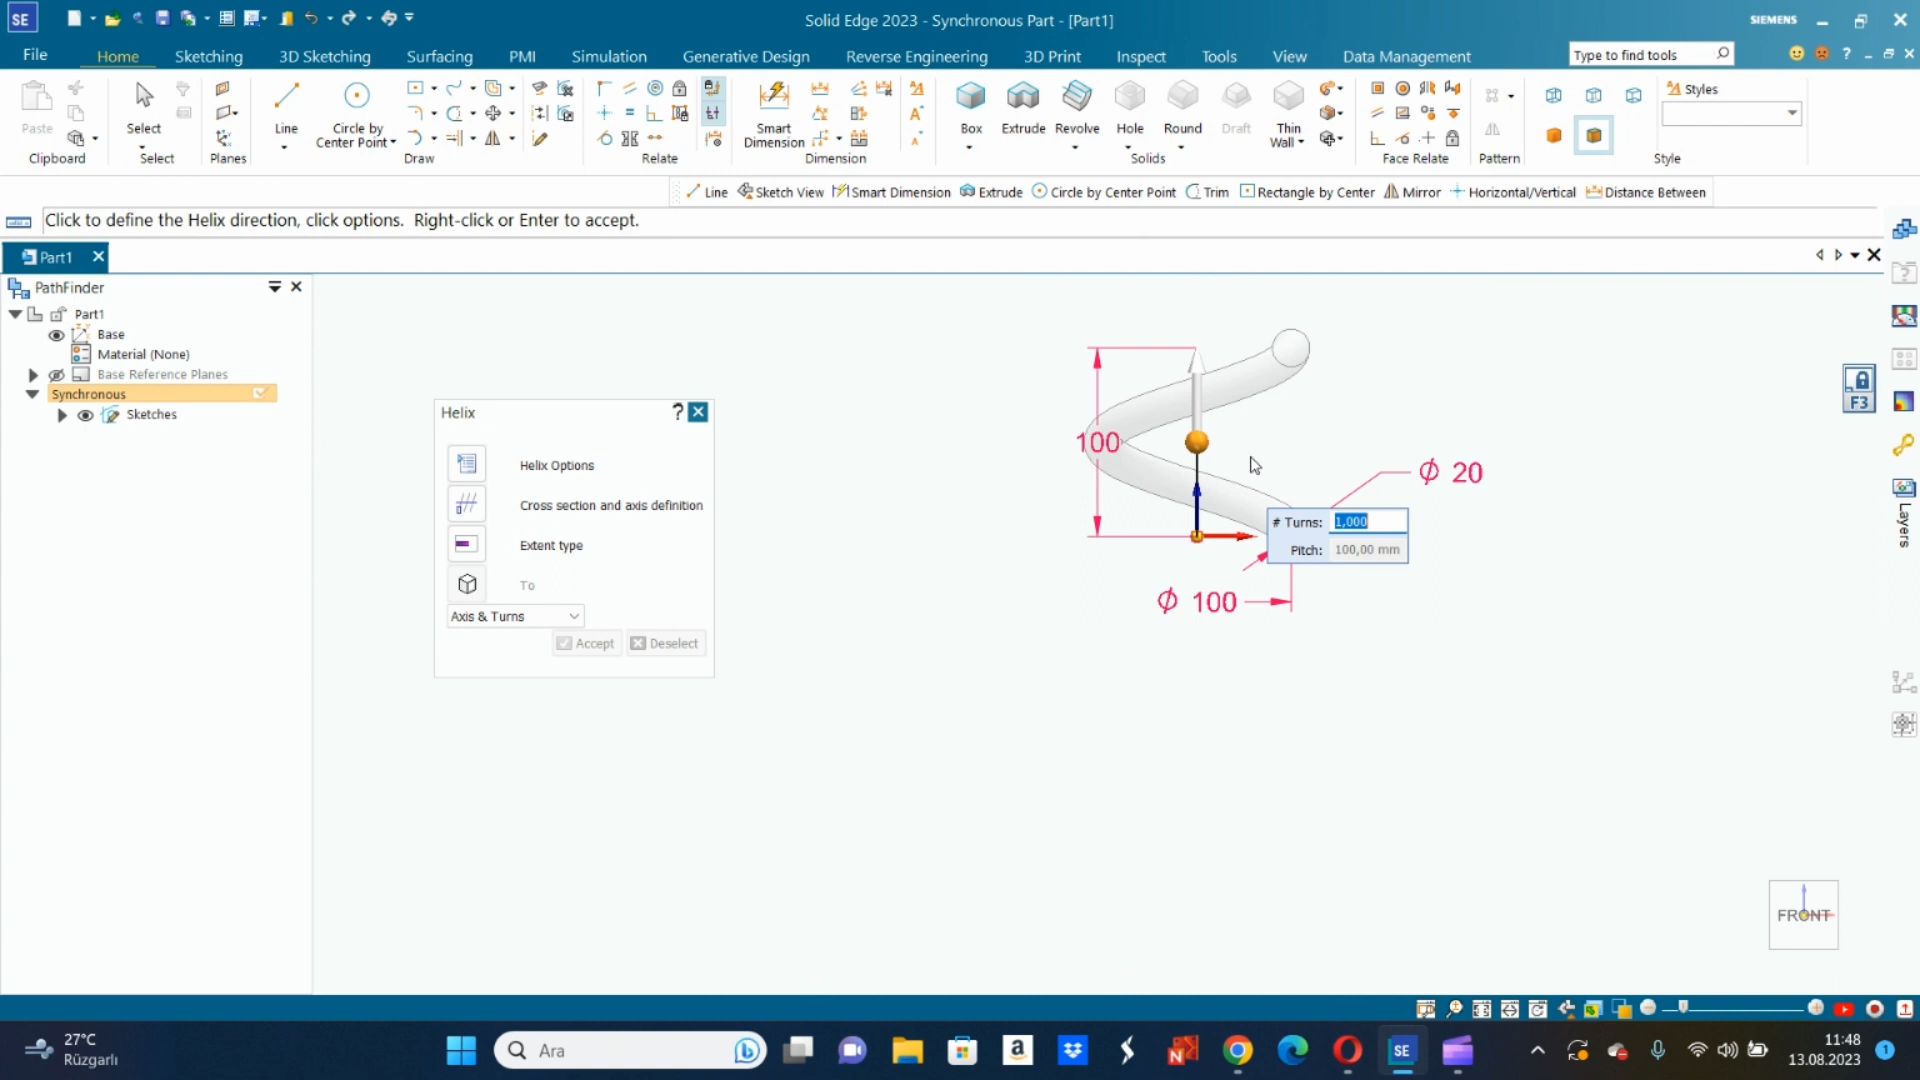 SE
Solid Edge 2023 - Synchronous Part - [Part1]
SIEMENS
File
Home
Sketching
3D Sketching
Surfacing
PMI
Simulation
Generative Design
Reverse Engineering
3D Print
Inspect
Tools
View
Data Management
Type to find tools
Paste
Clipboard
Select
Select
Planes
Line
Circle by
Center Point
Draw
Relate
Smart
Dimension
Dimension
Box
Extrude
Revolve
Hole
Round
Draft
Thin
Wall
Solids
Face Relate
Pattern
Styles
Style
Line
Sketch View
Smart Dimension
Extrude
Circle by Center Point
Trim
Rectangle by Center
Mirror
Horizontal/Vertical
Distance Between
Click to define the Helix direction, click options. Right-click or Enter to accept.
Part1
PathFinder
Part1
Base
Material (None)
Base Reference Planes
Synchronous
Sketches
Helix
?
Helix Options
Cross section and axis definition
Extent type
To
Axis & Turns
Accept
Deselect
100
ϕ 20
# Turns: 1,000
Pitch: 100,00 mm
ϕ 100
F3
Layers
FRONT
27°C
Rüzgarlı
Ara
SE
11:48
13.08.2023
1